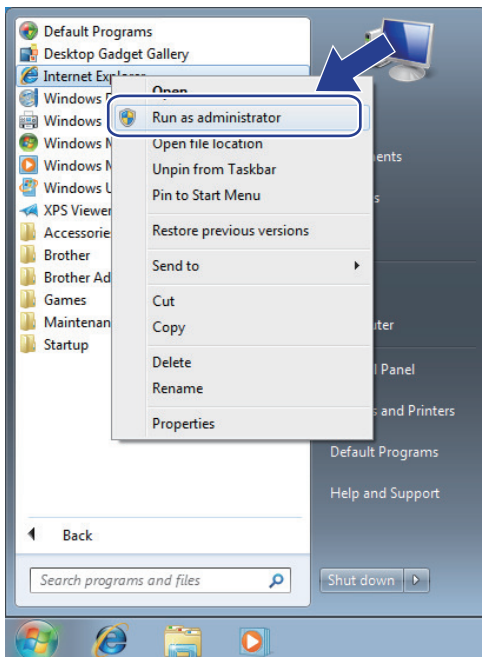 Default Programs
Desktop Gadget Gallery
Internet Explorer
Windows
Windows
Windows
Windows
Windows
XPS Viewer
Accessories
Brother
Brother Ad
Games
Maintenan
Startup
Back
Search programs and files
Open
Run as administrator
Open file location
Unpin from Taskbar
Pin to Start Menu
Restore previous versions
Send to
Cut
Copy
Delete
Rename
Properties
ments
s
uter
l Panel
s and Printers
Default Programs
Help and Support
Shut down